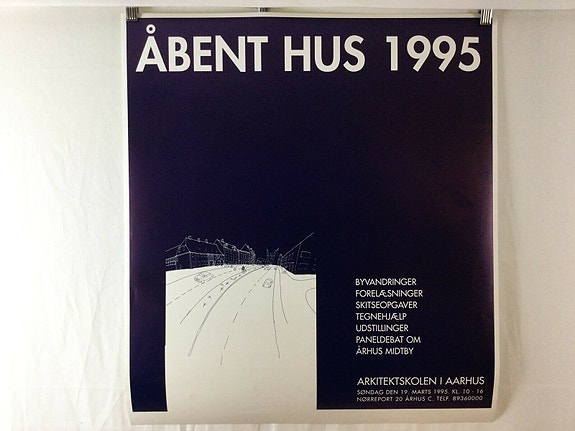 ÅBENT HUS 1995
BYVANDRINGER
FORELÆSNINGER
SKITSEOPGAVER
TEGNEHJÆLP
UDSTILLINGER
PANELDEBAT OM
ÅRHUS MIDTBY
ARKITEKTSKOLEN I AARHUS
SØNDAG DEN 19. MARTS 1995. KL. 10 - 16
NØRREPORT 20 ÅRHUS C. TELF. 89360000